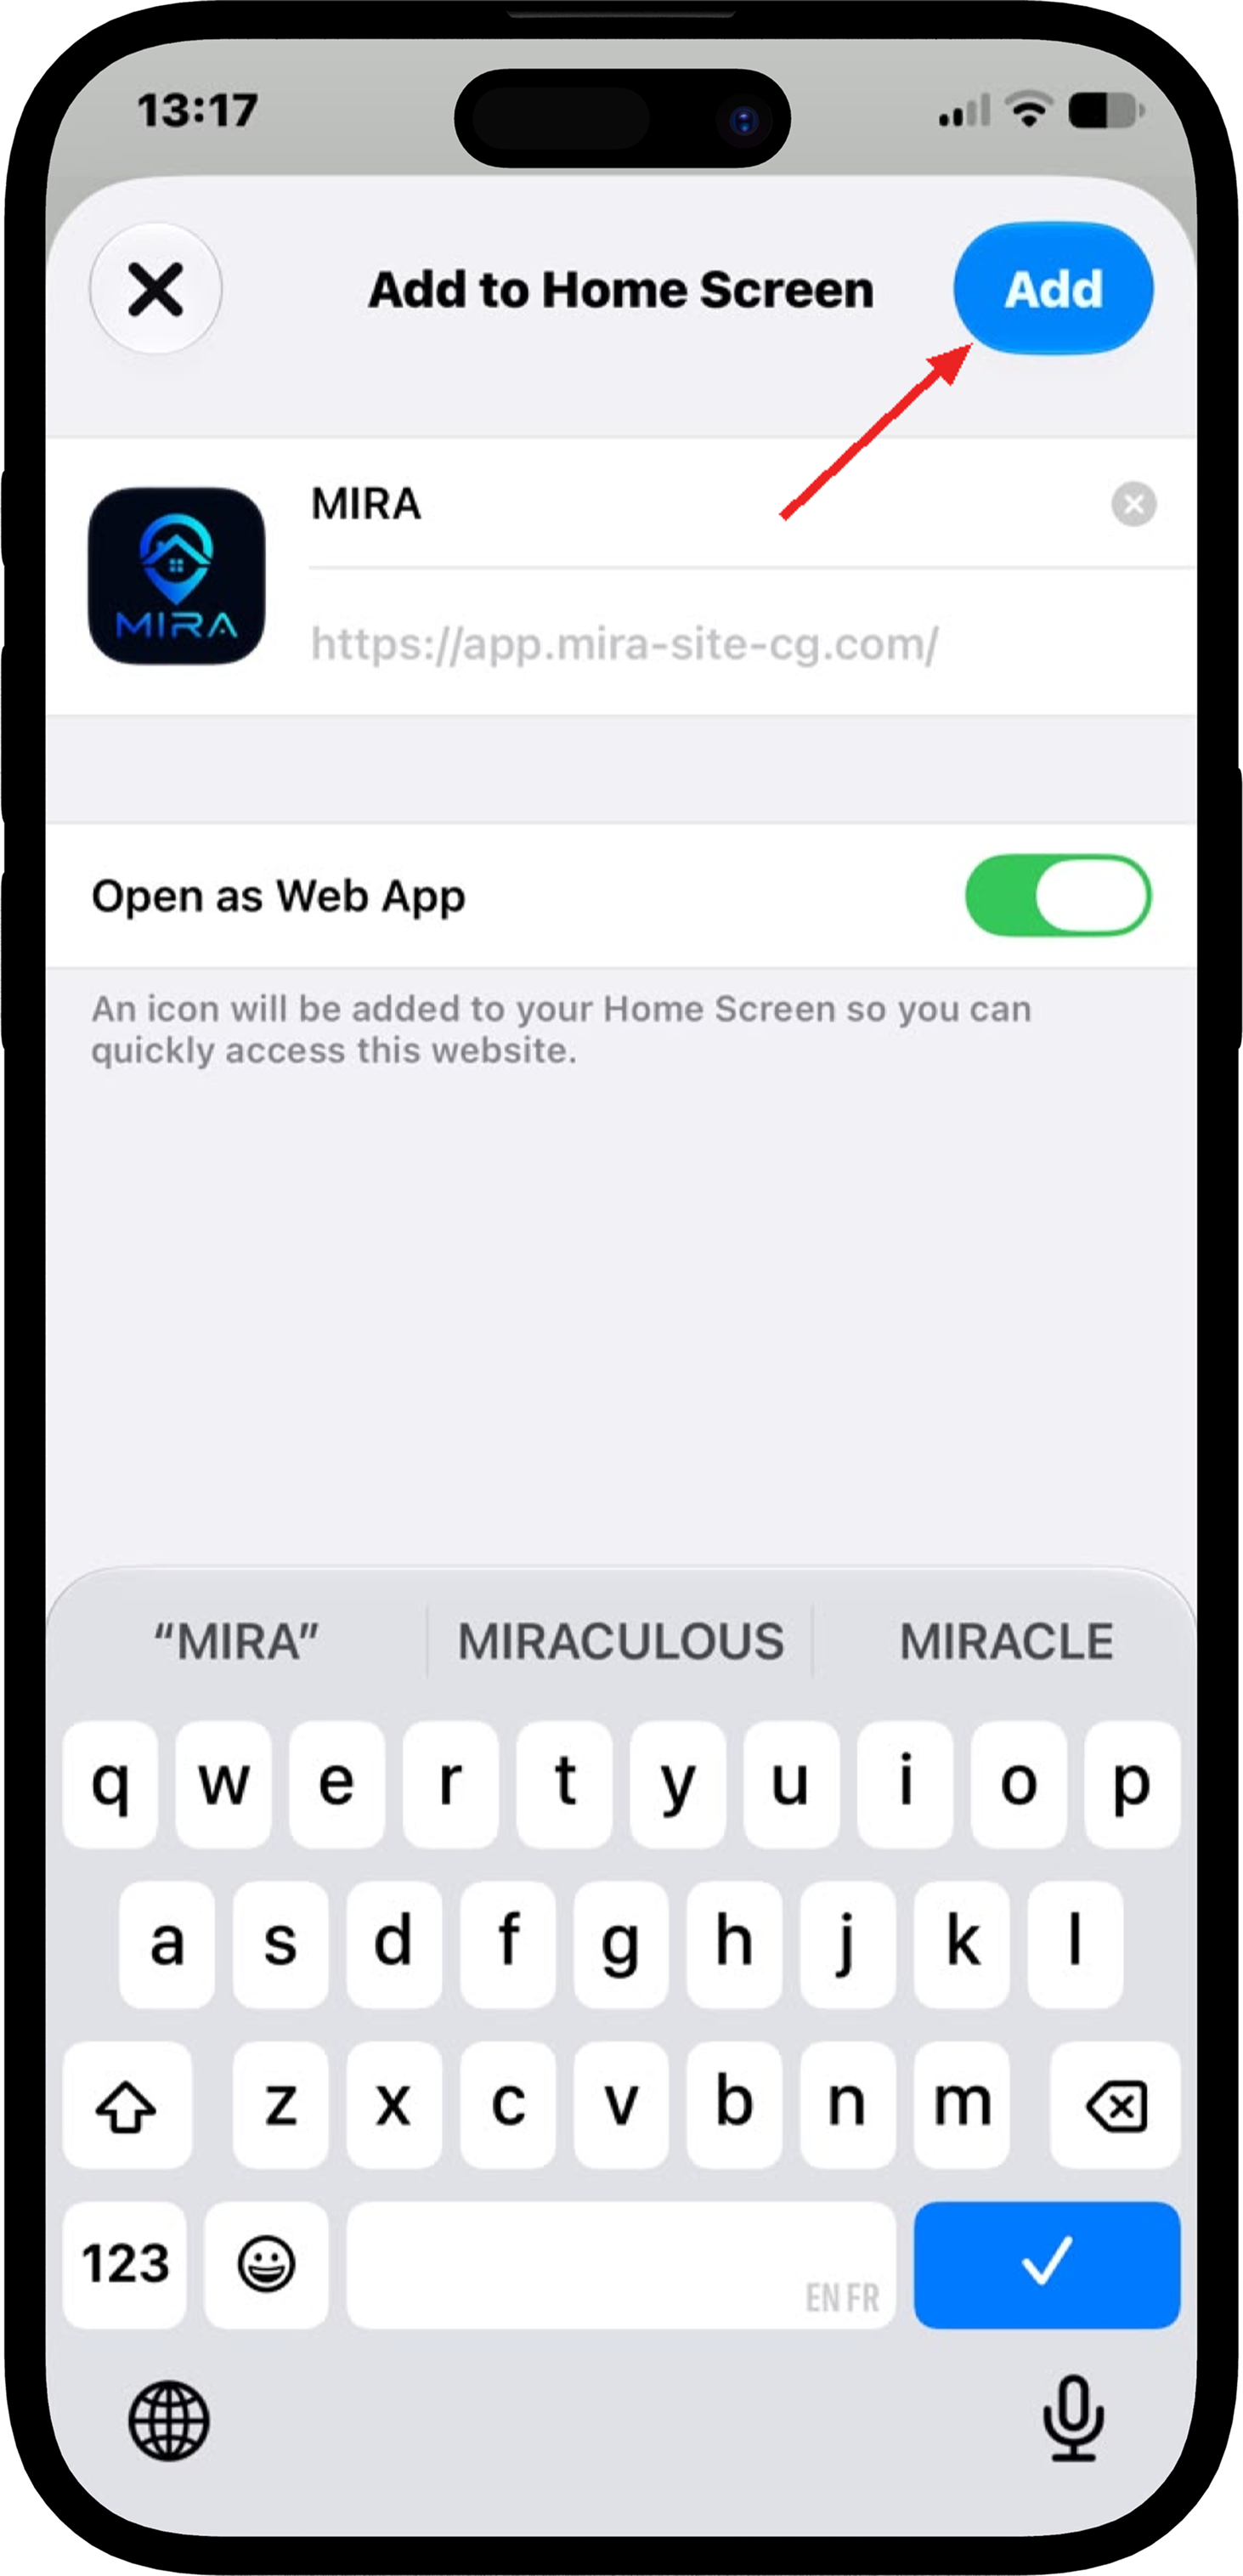 13:17
Add to Home Screen
Add
MIRA
MIRA
https://app.mira-site-cg.com/
Open as Web App
An icon will be added to your Home Screen so you can
quickly access this website.
“MIRA” MIRACULOUS MIRACLE
q w e r t y u i o p
a s d f g h j k l
z x c v b n m
123
EN FR